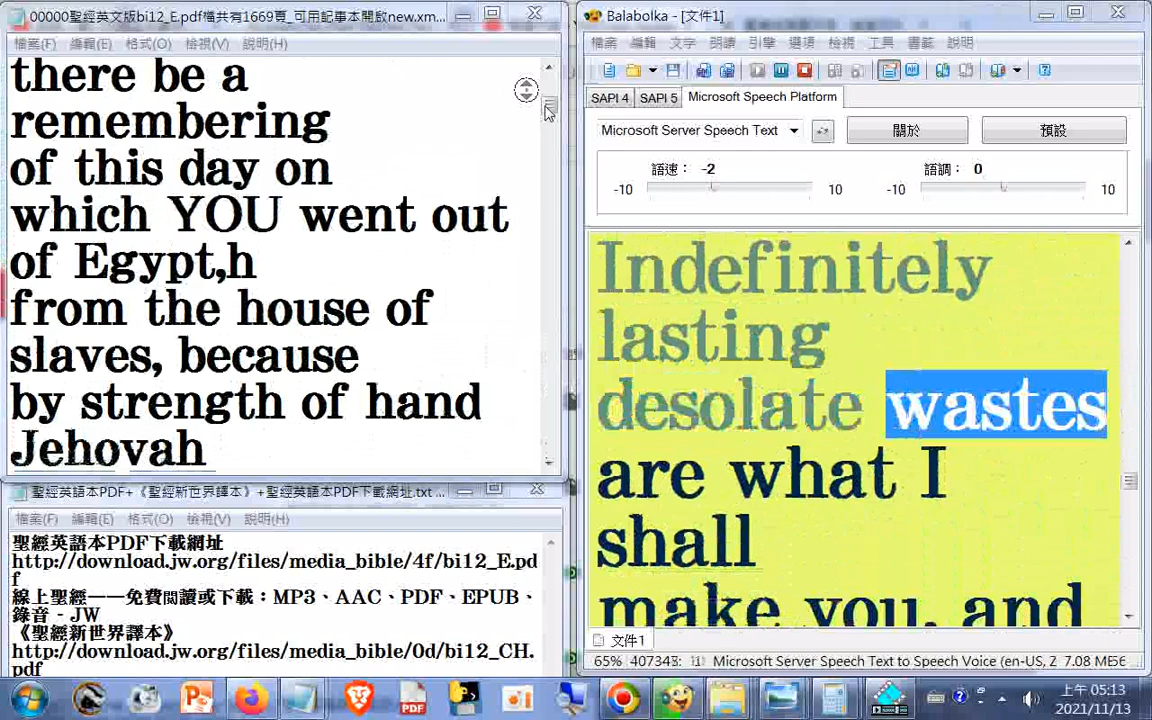 00000聖經英文版bi12_E.pdf檔共有1669頁_可用記事本開啟new.xm...
檔案(F) 編輯(E) 格式(O) 檢視(V) 說明(H)
there be a
remembering
of this day on
which YOU went out
of Egypt,h
from the house of
slaves, because
by strength of hand
Jehovah
聖經英語本PDF+《聖經新世界譯本》+聖經英語本PDF下載網址.txt ...
檔案(F) 編輯(E) 格式(O) 檢視(V) 說明(H)
聖經英語本PDF下載網址
http://download.jw.org/files/media_bible/4f/bi12_E.pd
f
線上聖經——免費閱讀或下載：MP3、AAC、PDF、EPUB、
錄音 - JW
《聖經新世界譯本》
http://download.jw.org/files/media_bible/0d/bi12_CH.
pdf
Balabolka - [文件1]
檔案 編輯 文字 朗讀 引擎 選項 檢視 工具 書籤 說明
SAPI 4 SAPI 5 Microsoft Speech Platform
Microsoft Server Speech Text 關於 預設
語速： -2 語調： 0
-10 10 -10 10
Indefinitely
lasting
desolate wastes
are what I
shall
make you, and
文件1
65% Microsoft Server Speech Text to Speech Voice (en-US, Z 7.08 ME
上午 05:13
2021/11/13